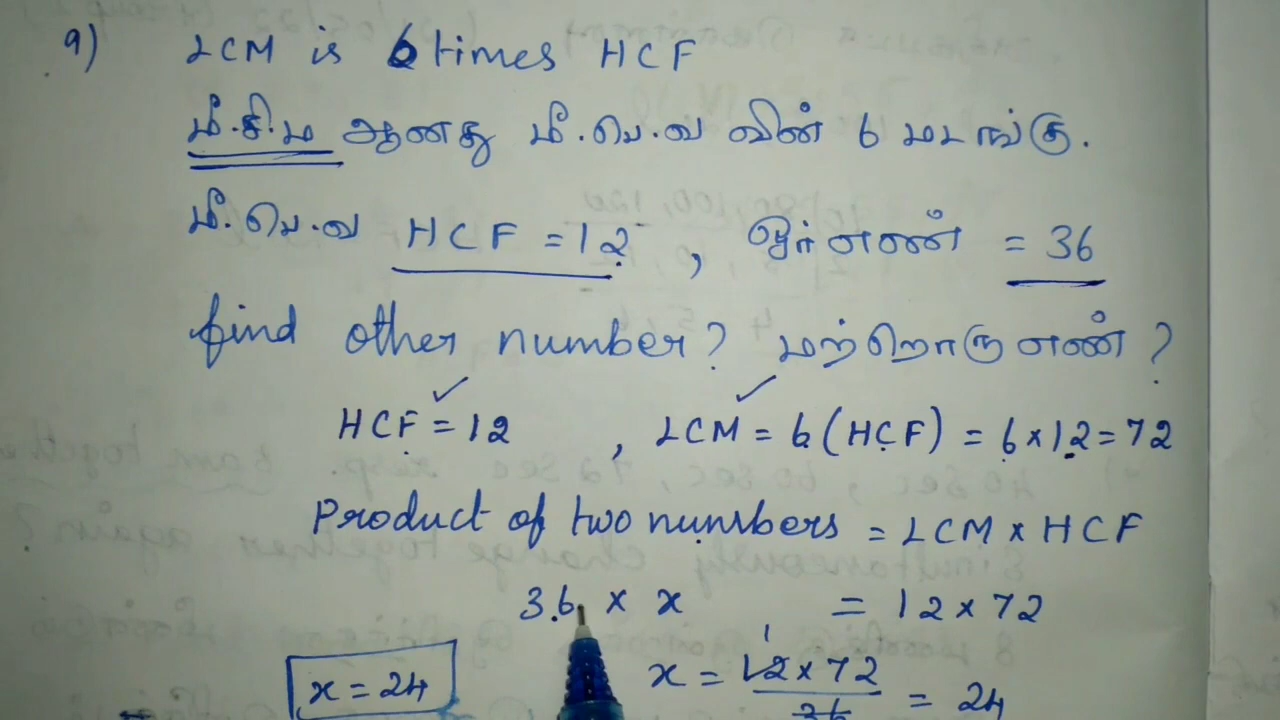 9) LCM is 6 times HCF
மீ.சி.ம ஆனது மீ.பெ.வ வின் 6 மடங்கு.
மீ.பெ.வ HCF = 12, ஓர் எண் = 36
find other number? மற்றொரு எண்?
HCF = 12, LCM = 6 (HCF) = 6 x 12 = 72
Product of two numbers = LCM x HCF
36 x x = 12 x 72
x = 24 x = 12 x 72 / 36 = 24